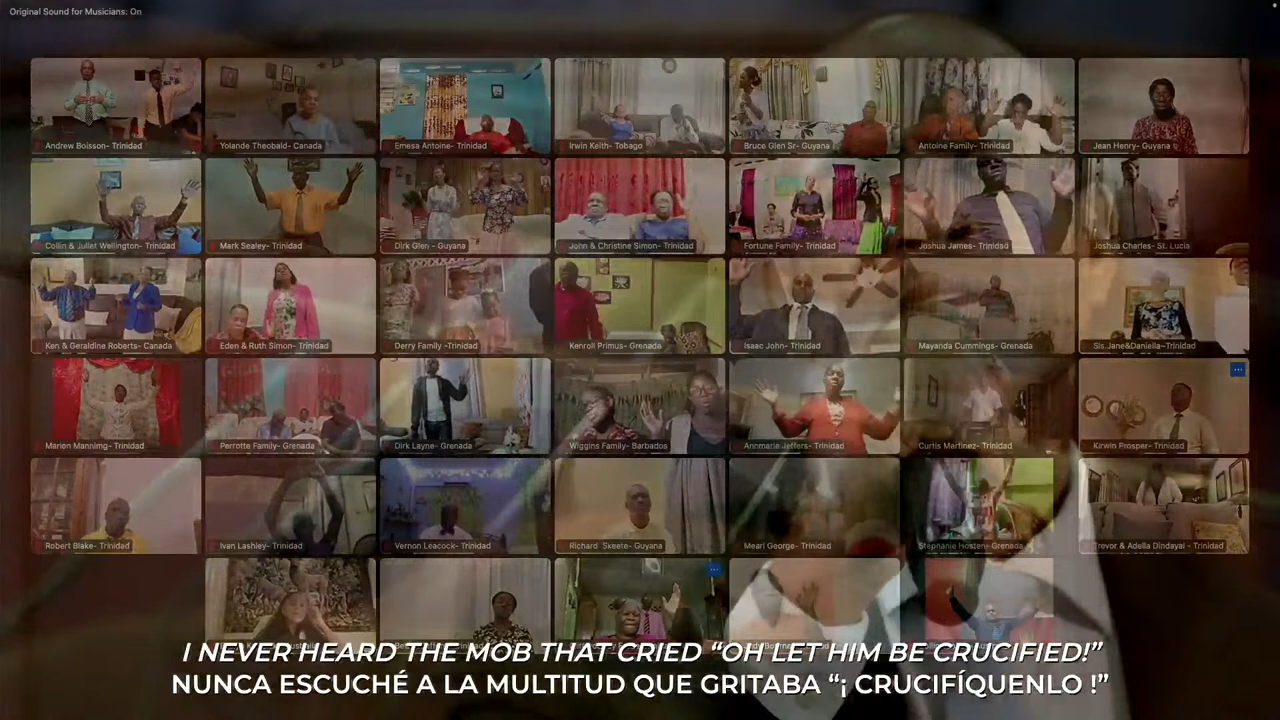 Original Sound for Musicians: On
Andrew Boisson- Trinidad
Yolande Theobald- Canada
Emesa Antoine- Trinidad
Irwin Keith- Tobago
Bruce Glen Sr- Guyana
Antoine Family- Trinidad
Jean Henry- Guyana
Collin & Juliet Wellington- Trinidad
Mark Sealey- Trinidad
Dirk Glen - Guyana
John & Christine Simon- Trinidad
Fortune Family- Trinidad
Joshua James- Trinidad
Joshua Charles- St. Lucia
Ken & Geraldine Roberts- Canada
Eden & Ruth Simon- Trinidad
Derry Family -Trinidad
Kenroll Primus- Grenada
Isaac John- Trinidad
Mayanda Cummings- Grenada
Sis.Jane&Daniella-Trinidad
Marion Mannimg- Trinidad
Perrotte Family- Grenada
Dirk Layne- Grenada
Wiggins Family- Barbados
Annmarie Jeffers- Trinidad
Curtis Martinez- Trinidad
Kirwin Prosper- Trinidad
Robert Blake- Trinidad
Ivan Lashley- Trinidad
Vernon Leacock- Trinidad
Richard Skeete- Guyana
Mearl George- Trinidad
Stephanie Hosten- Grenada
Trevor & Adella Dindayal - Trinidad
I NEVER HEARD THE MOB THAT CRIED “OH LET HIM BE CRUCIFIED!”
NUNCA ESCUCHÉ A LA MULTITUD QUE GRITABA “¡ CRUCIFÍQUENLO !”